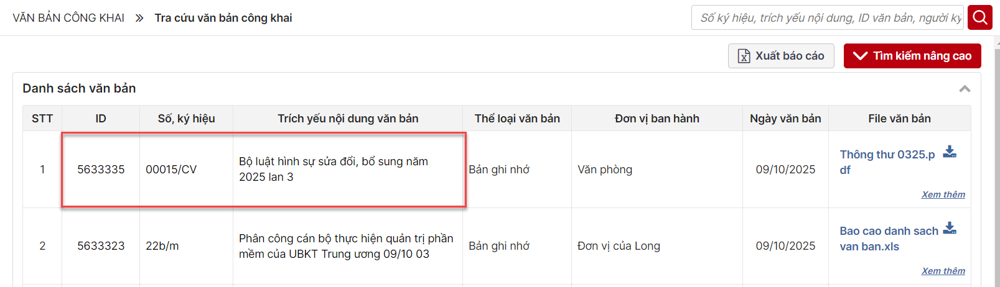 VĂN BẢN CÔNG KHAI » Tra cứu văn bản công khai
Số ký hiệu, trích yếu nội dung, ID văn bản, người ký
Xuất báo cáo
Tìm kiếm nâng cao
Danh sách văn bản
STT ID Số, ký hiệu Trích yếu nội dung văn bản Thể loại văn bản Đơn vị ban hành Ngày văn bản File văn bản
1 5633335 00015/CV
Bộ luật hình sự sửa đổi, bổ sung năm
2025 lan 3
Bản ghi nhớ Văn phòng 09/10/2025
Thông thư 0325.p
df
Xem thêm
2 5633323 22b/m
Phân công cán bộ thực hiện quản trị phần
mềm của UBKT Trung ương 09/10 03
Bản ghi nhớ Đơn vị của Long 09/10/2025
Bao cao danh sach
van ban.xls
Xem thêm